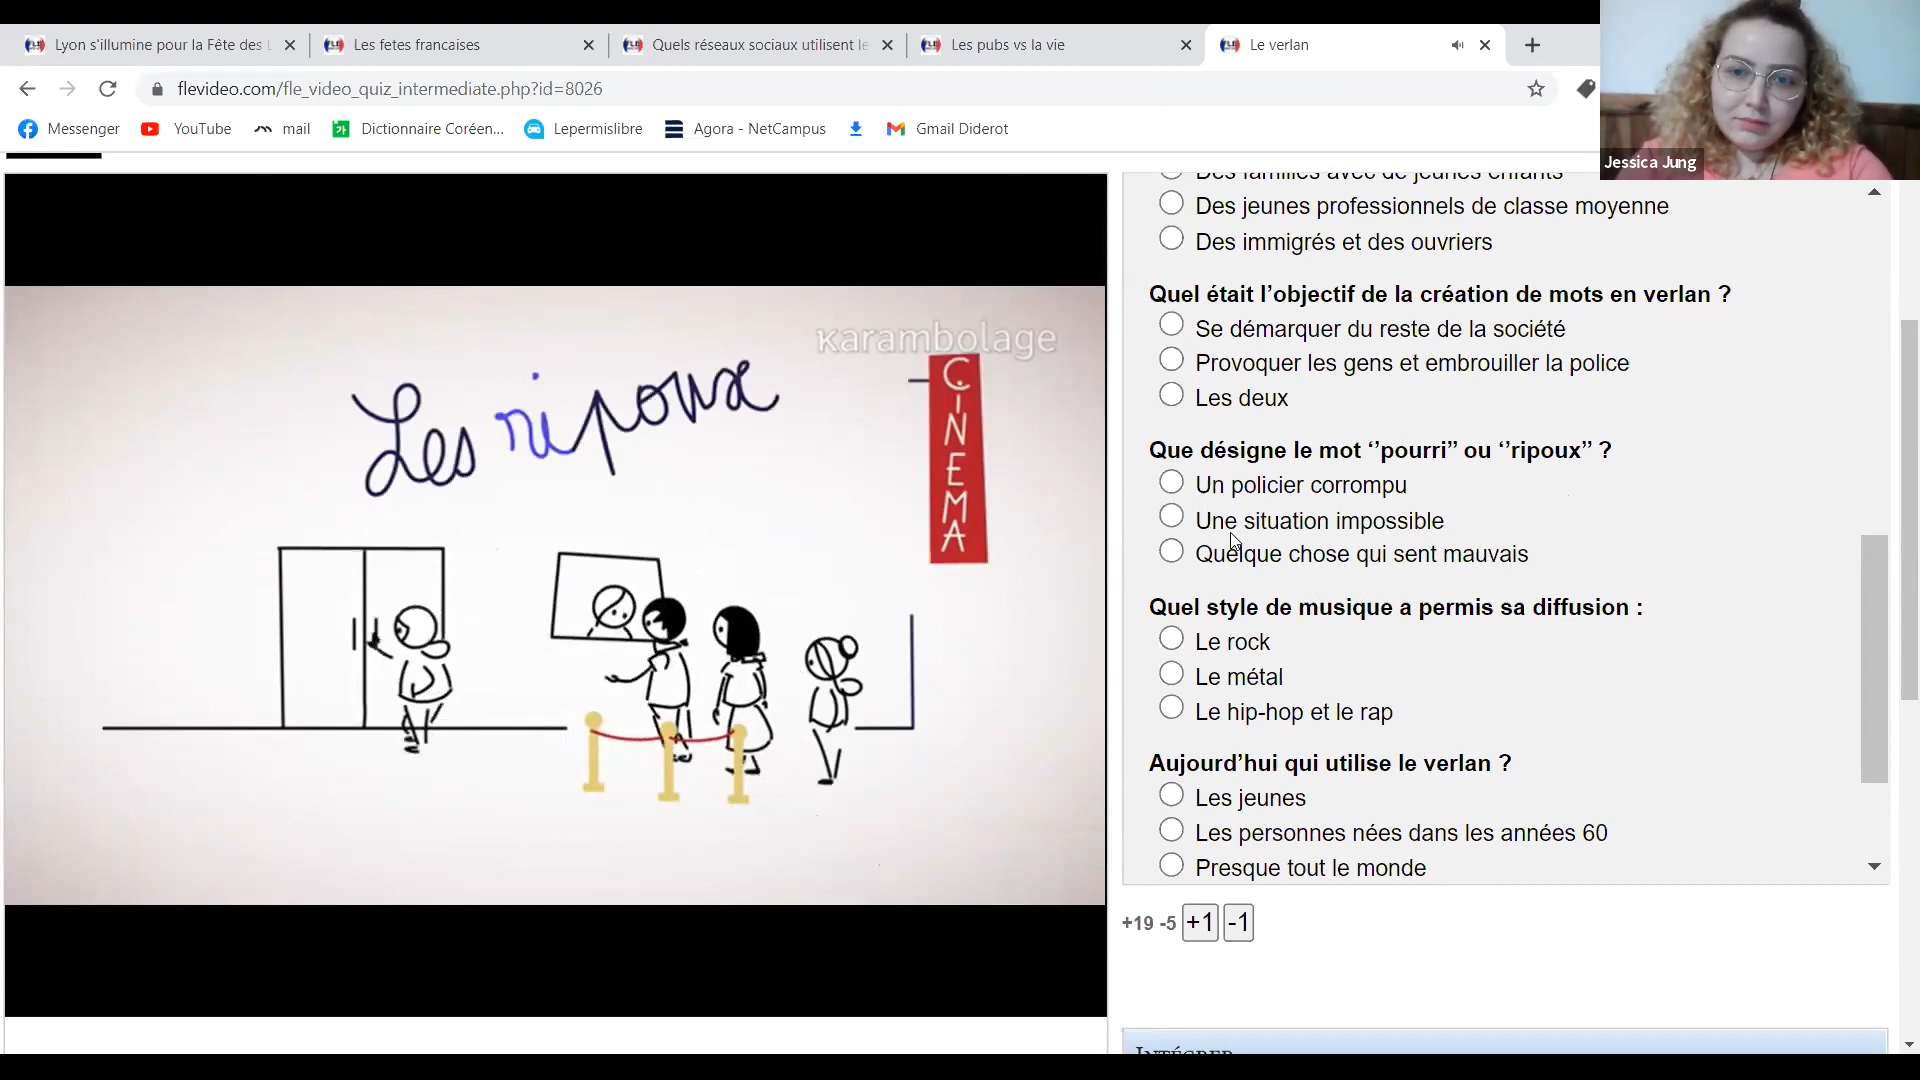 Lyon s'illumine pour la Fête des L
Les fetes francaises
Quels réseaux sociaux utilisent le
Les pubs vs la vie
Le verlan
flevideo.com/fle_video_quiz_intermediate.php?id=8026
Messenger
YouTube
mail
Dictionnaire Coréen...
Lepermislibre
Agora - NetCampus
Gmail Diderot
Jessica Jung
karambolage
Les ripoux
CINEMA
Des familles avec de jeunes enfants
Des jeunes professionnels de classe moyenne
Des immigrés et des ouvriers
Quel était l’objectif de la création de mots en verlan ?
Se démarquer du reste de la société
Provoquer les gens et embrouiller la police
Les deux
Que désigne le mot ‘’pourri’’ ou ‘’ripoux’’ ?
Un policier corrompu
Une situation impossible
Quelque chose qui sent mauvais
Quel style de musique a permis sa diffusion :
Le rock
Le métal
Le hip-hop et le rap
Aujourd’hui qui utilise le verlan ?
Les jeunes
Les personnes nées dans les années 60
Presque tout le monde
+19 -5 +1 -1
INTÉGRER